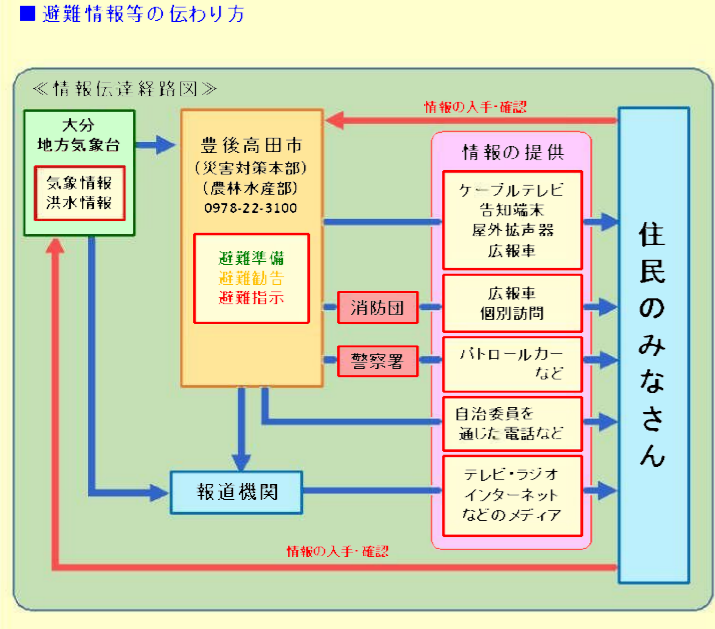 ■ 避難情報等の伝わり方
≪情報伝達経路図≫
大分
地方気象台
気象情報
洪水情報
豊後高田市
（災害対策本部）
（農林水産部）
0978-22-3100
避難準備
避難勧告
避難指示
情報の入手・確認
情報の提供
ケーブルテレビ
告知端末
屋外拡声器
広報車
消防団
広報車
個別訪問
警察署
パトロールカー
など
自治委員を
通じた電話など
報道機関
テレビ・ラジオ
インターネット
などのメディア
住民のみなさん
情報の入手・確認